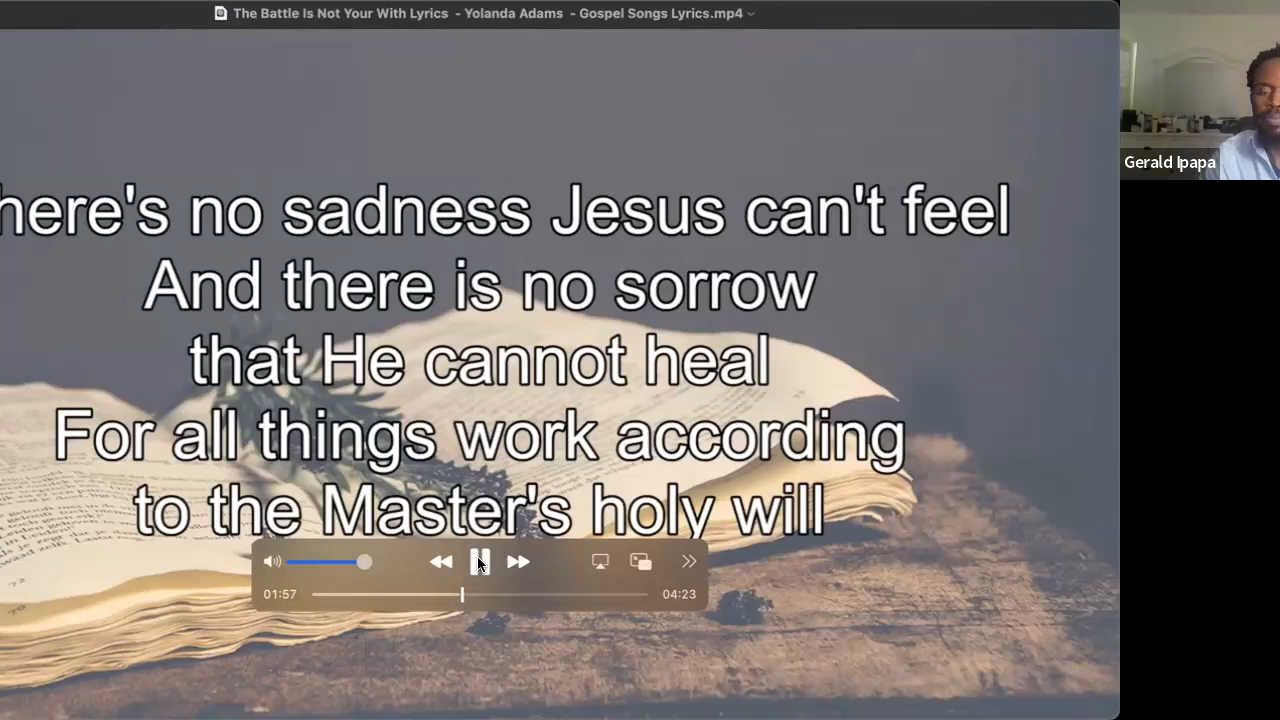 The Battle Is Not Your With Lyrics - Yolanda Adams - Gospel Songs Lyrics.mp4
Gerald Ipapa
here's no sadness Jesus can't feel
And there is no sorrow
that He cannot heal
For all things work according
to the Master's holy will
01:57
04:23